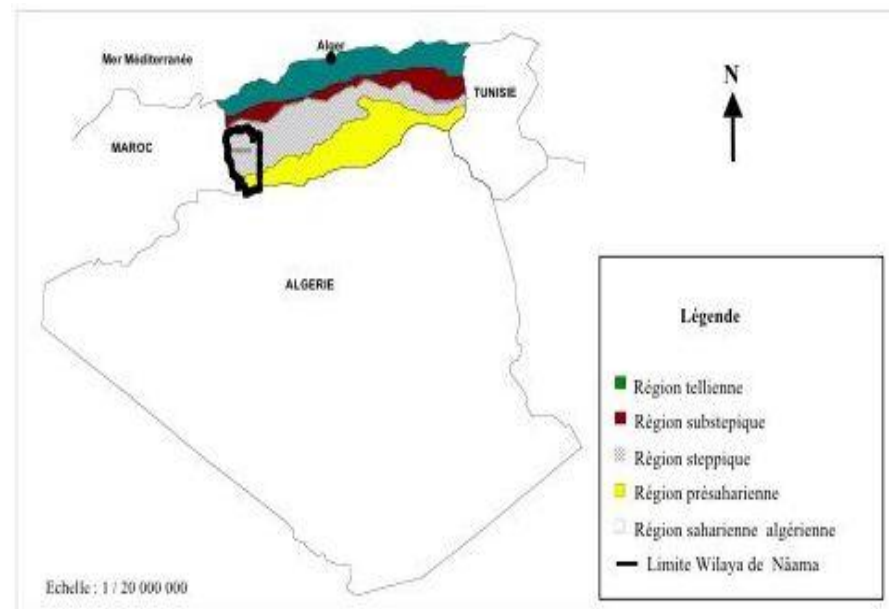 Alger
Mer Méditerranée
N
TUNISIE
MAROC
ALGERIE
Légende
Région tellienne
Région substepique
Région steppique
Région présaharienne
Région saharienne algérienne
Limite Wilaya de Nâama
Echelle : 1 / 20 000 000